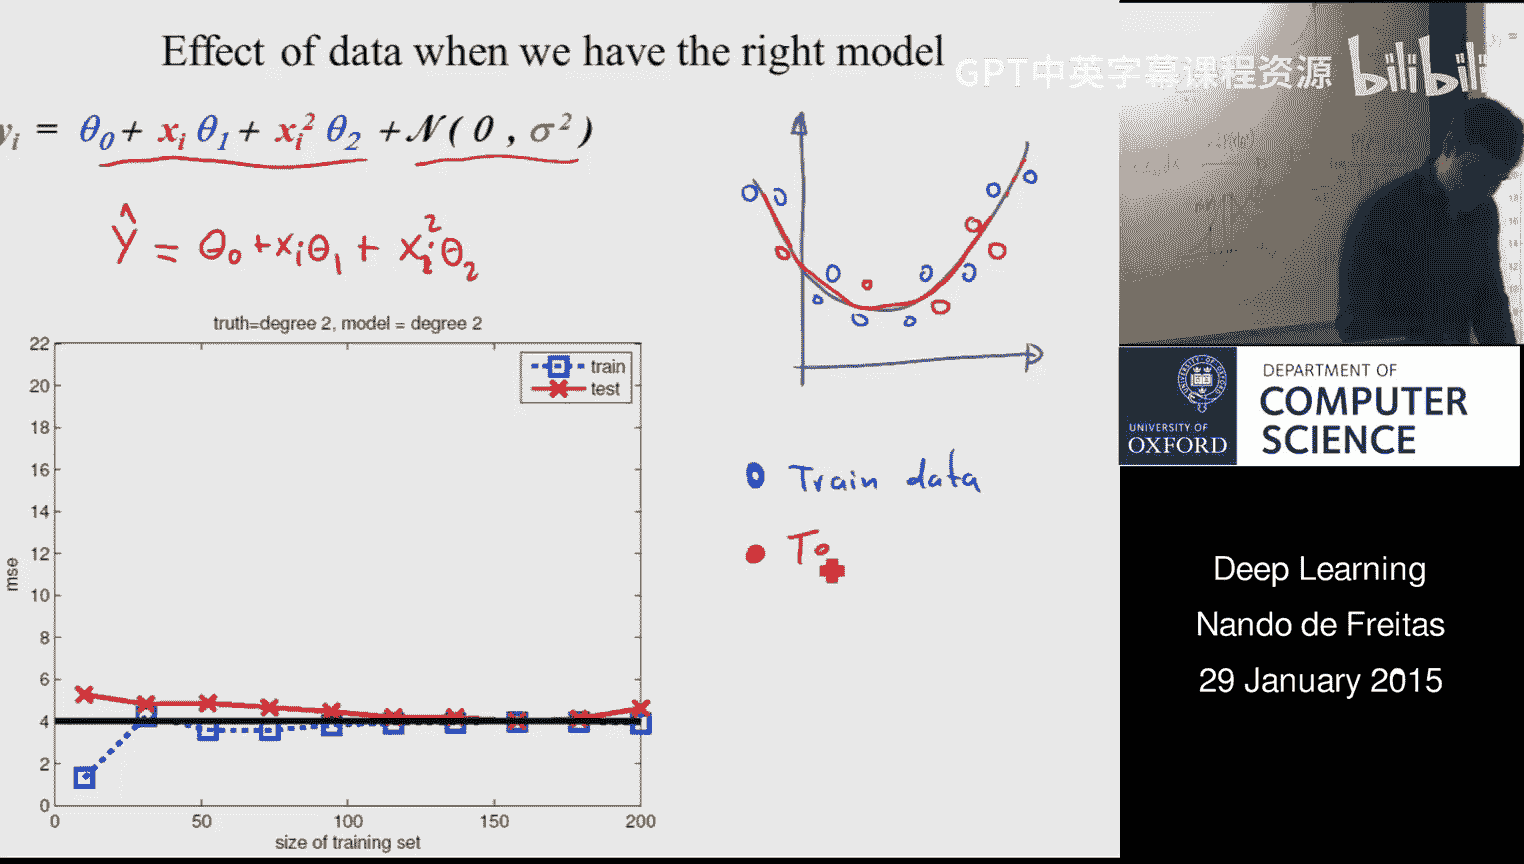 Effect of data when we have the right model
GPT中英字幕课程资源 bilibili
yᵢ = θ₀ + xᵢ θ₁ + xᵢ² θ₂ + 𝒩( 0 , σ² )
Ŷ = θ₀ + xᵢθ₁ + xᵢ²θ₂
truth=degree 2, model = degree 2
22
20
18
16
14
12
10
8
6
4
2
0
mse
train
test
0 50 100 150 200
size of training set
Train data
To
UNIVERSITY OF
OXFORD
DEPARTMENT OF
COMPUTER
SCIENCE
Deep Learning
Nando de Freitas
29 January 2015